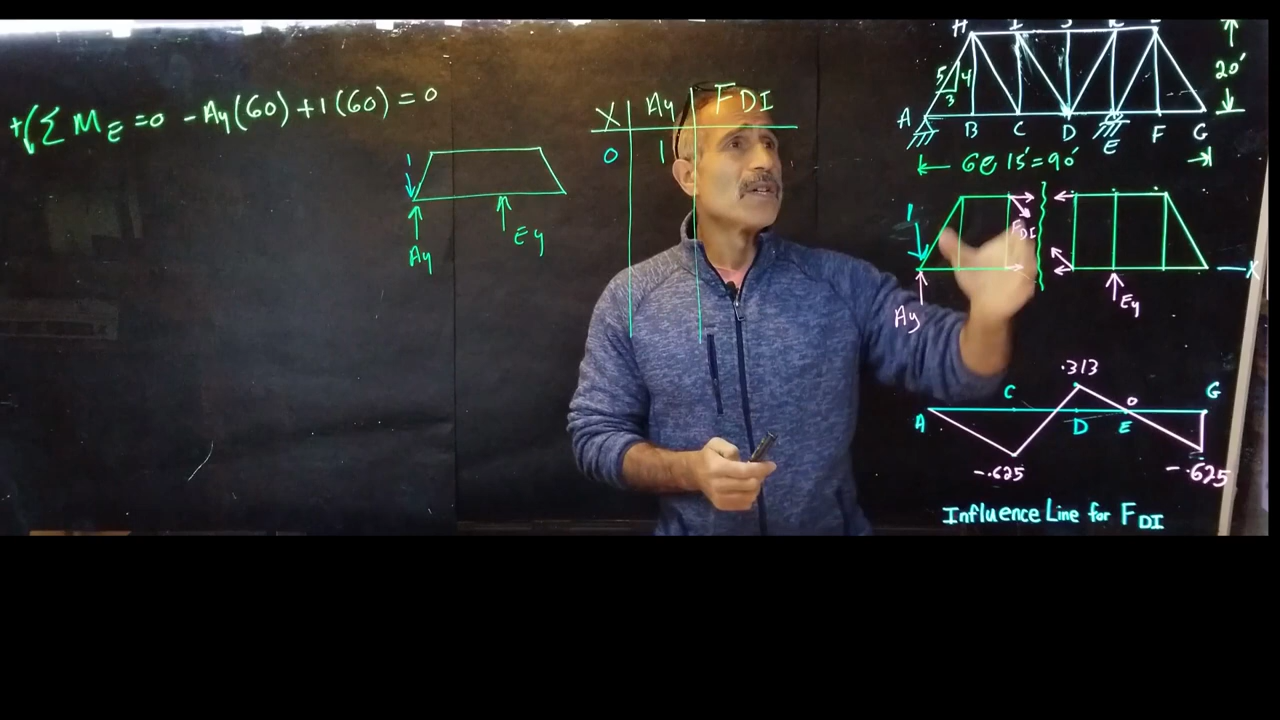 + Σ M E = 0 - Ay(60) + 1(60) = 0
1
Ay
Ey
X Ay FDI
0 1
H I J K
5 4
3
20'
A B C D E F G
6@ 15' = 90'
1
FDI
X
Ay
Ey
.313
A C D E 0 G
-.625
-.625
Influence Line for FDI